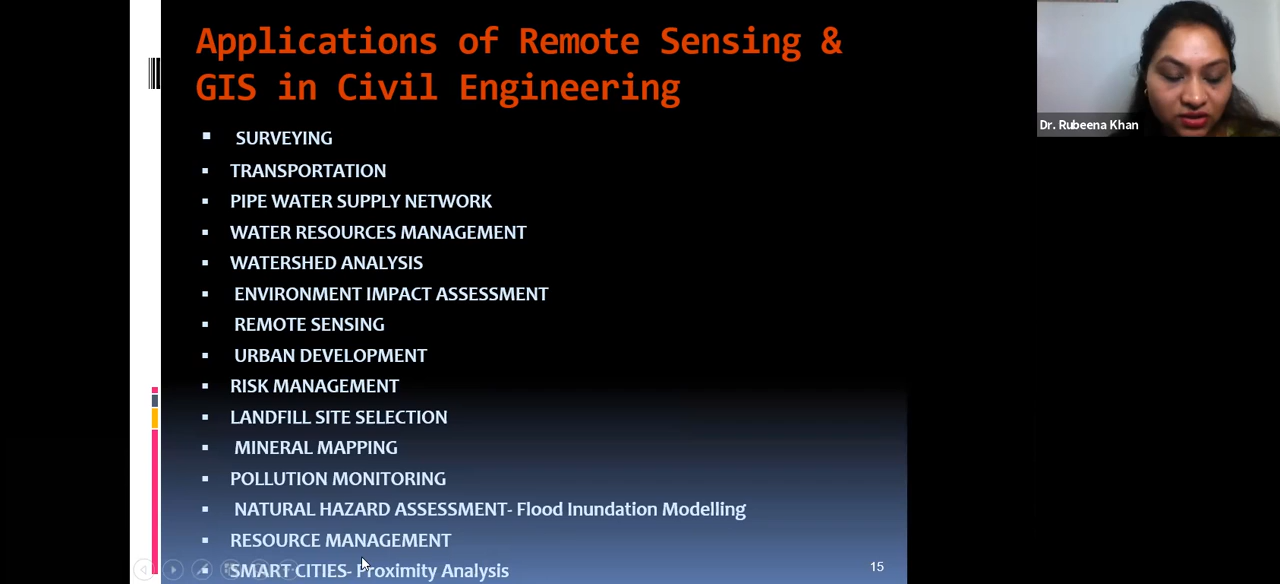 Applications of Remote Sensing &
GIS in Civil Engineering
SURVEYING
TRANSPORTATION
PIPE WATER SUPPLY NETWORK
WATER RESOURCES MANAGEMENT
WATERSHED ANALYSIS
ENVIRONMENT IMPACT ASSESSMENT
REMOTE SENSING
URBAN DEVELOPMENT
RISK MANAGEMENT
LANDFILL SITE SELECTION
MINERAL MAPPING
POLLUTION MONITORING
NATURAL HAZARD ASSESSMENT- Flood Inundation Modelling
RESOURCE MANAGEMENT
SMART CITIES- Proximity Analysis
15
Dr. Rubeena Khan